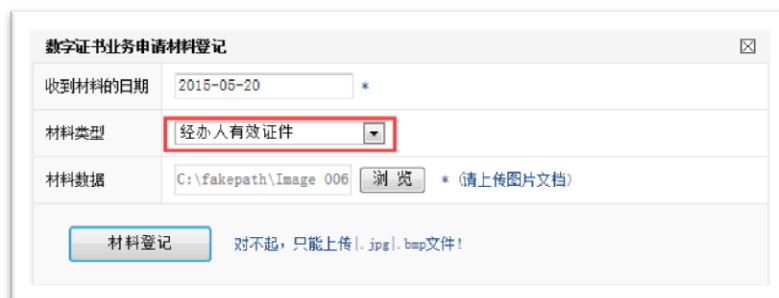 数字证书业务申请材料登记
收到材料的日期 2015-05-20 *
材料类型 经办人有效证件
材料数据 C:\fakepath\Image 006 浏 览 * (请上传图片文档)
材料登记 对不起，只能上传|.jpg|.bmp文件!